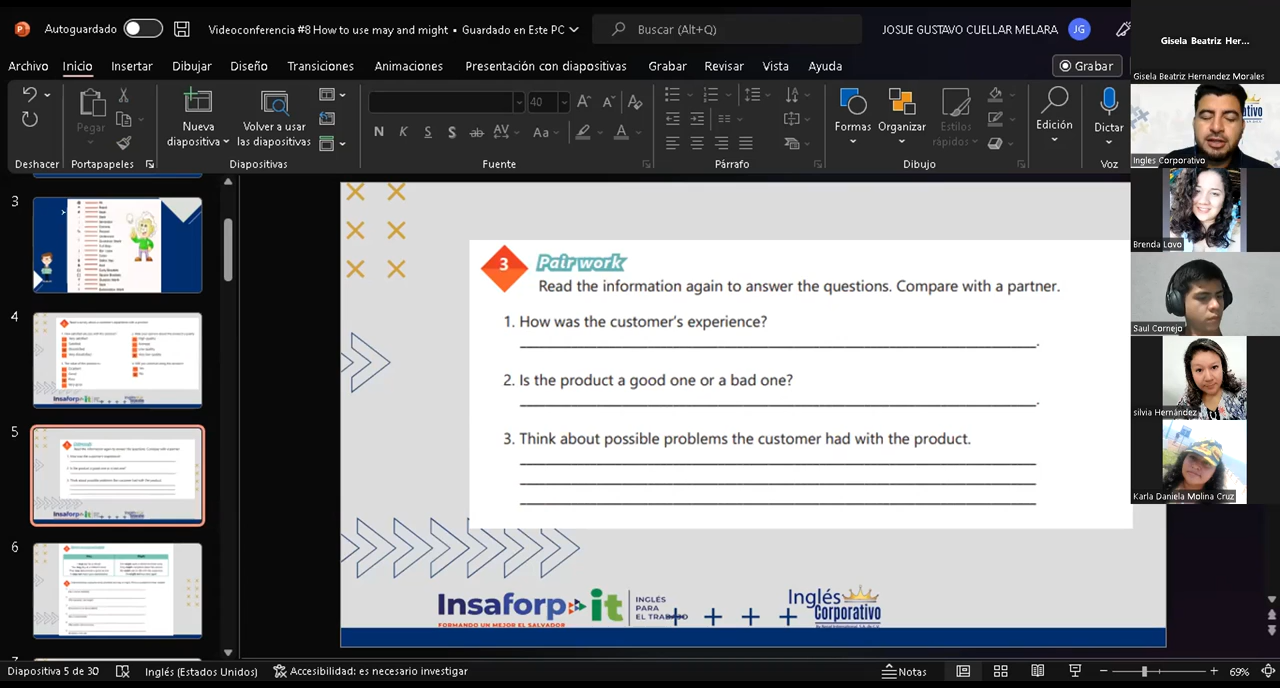 Autoguardado
Videoconferencia #8 How to use may and might • Guardado en Este PC
Buscar (Alt+Q)
JOSUE GUSTAVO CUELLAR MELARA
JG
Archivo Inicio Insertar Dibujar Diseño Transiciones Animaciones Presentación con diapositivas Grabar Revisar Vista Ayuda
Grabar
Pegar
Nueva diapositiva
Volver a usar las diapositivas
40
N K S S ab AV Aa A
Formas
Organizar
Estilos rápidos
Edición
Dictar
Deshacer
Portapapeles
Diapositivas
Fuente
Párrafo
Dibujo
Voz
3
4
5
6
Insaforp it
3
Pair work
Read the information again to answer the questions. Compare with a partner.
1. How was the customer's experience?
2. Is the product a good one or a bad one?
3. Think about possible problems the customer had with the product.
Insaforp it
INGLÉS
PARA
EL TRABAJO
FORMANDO UN MEJOR EL SALVADOR
Inglés
Corporativo
Gisela Beatriz Her...
Gisela Beatriz Hernandez Morales
Ingles Corporativo
Brenda Lovo
Saul Cornejo
silvia Hernández
Karla Daniela Molina Cruz
Diapositiva 5 de 30
Inglés (Estados Unidos)
Accesibilidad: es necesario investigar
Notas
69%